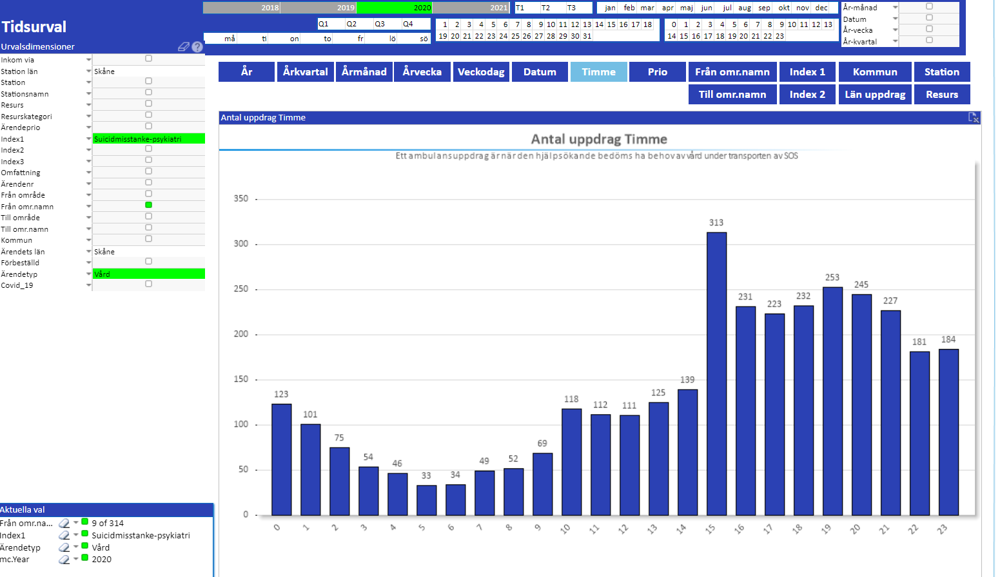 2018 2019 2020 2021 T1 T2 T3 jan feb mar apr maj jun jul aug sep okt nov dec År-månad
Datum
Tidsurval
Q1 Q2 Q3 Q4 1 2 3 4 5 6 7 8 9 10 11 12 13 14 15 16 17 18 0 1 2 3 4 5 6 7 8 9 10 11 12 13
År-vecka
må ti on to fr lö sö 19 20 21 22 23 24 25 26 27 28 29 30 31 14 15 16 17 18 19 20 21 22 23
År-kvartal
Urvalsdimensioner ?
Inkom via
Station län Skåne
Station
Stationsnamn
Resurs
Resurskategori
Ärendeprio
Index1 Suicidmisstanke-psykiatri
Index2
Index3
Omfattning
Ärendenr
Från område
Från omr.namn
Till område
Till omr.namn
Kommun
Ärendets län Skåne
Förbeställd
Ärendetyp Vård
Covid_19
År Årkvartal Årmånad Årvecka Veckodag Datum Timme Prio Från omr.namn Index 1 Kommun Station
Till omr.namn Index 2 Län uppdrag Resurs
Antal uppdrag Timme
Antal uppdrag Timme
Ett ambulansuppdrag är när den hjälpsökande bedöms ha behov av vård under transporten av SOS
350
300
250
200
150
100
50
0
123 101 75 54 46 33 34 49 52 69 118 112 111 125 139 313 231 223 232 253 245 227 181 184
0 1 2 3 4 5 6 7 8 9 10 11 12 13 14 15 16 17 18 19 20 21 22 23
Aktuella val
Från omr.na... 9 of 314
Index1 Suicidmisstanke-psykiatri
Ärendetyp Vård
mc.Year 2020